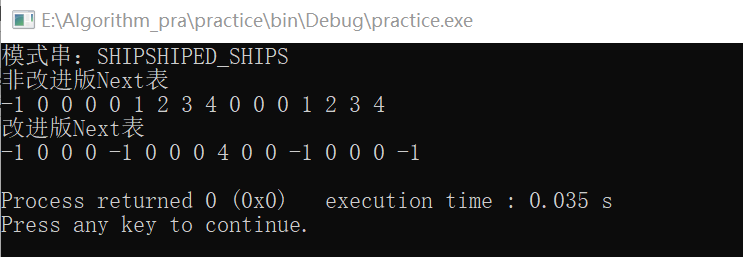 E:\Algorithm_pra\practice\bin\Debug\practice.exe
模式串：SHIPSHIPED_SHIPS
非改进版Next表
-1 0 0 0 0 1 2 3 4 0 0 0 1 2 3 4
改进版Next表
-1 0 0 0 -1 0 0 0 4 0 0 -1 0 0 0 -1
Process returned 0 (0x0)   execution time : 0.035 s
Press any key to continue.